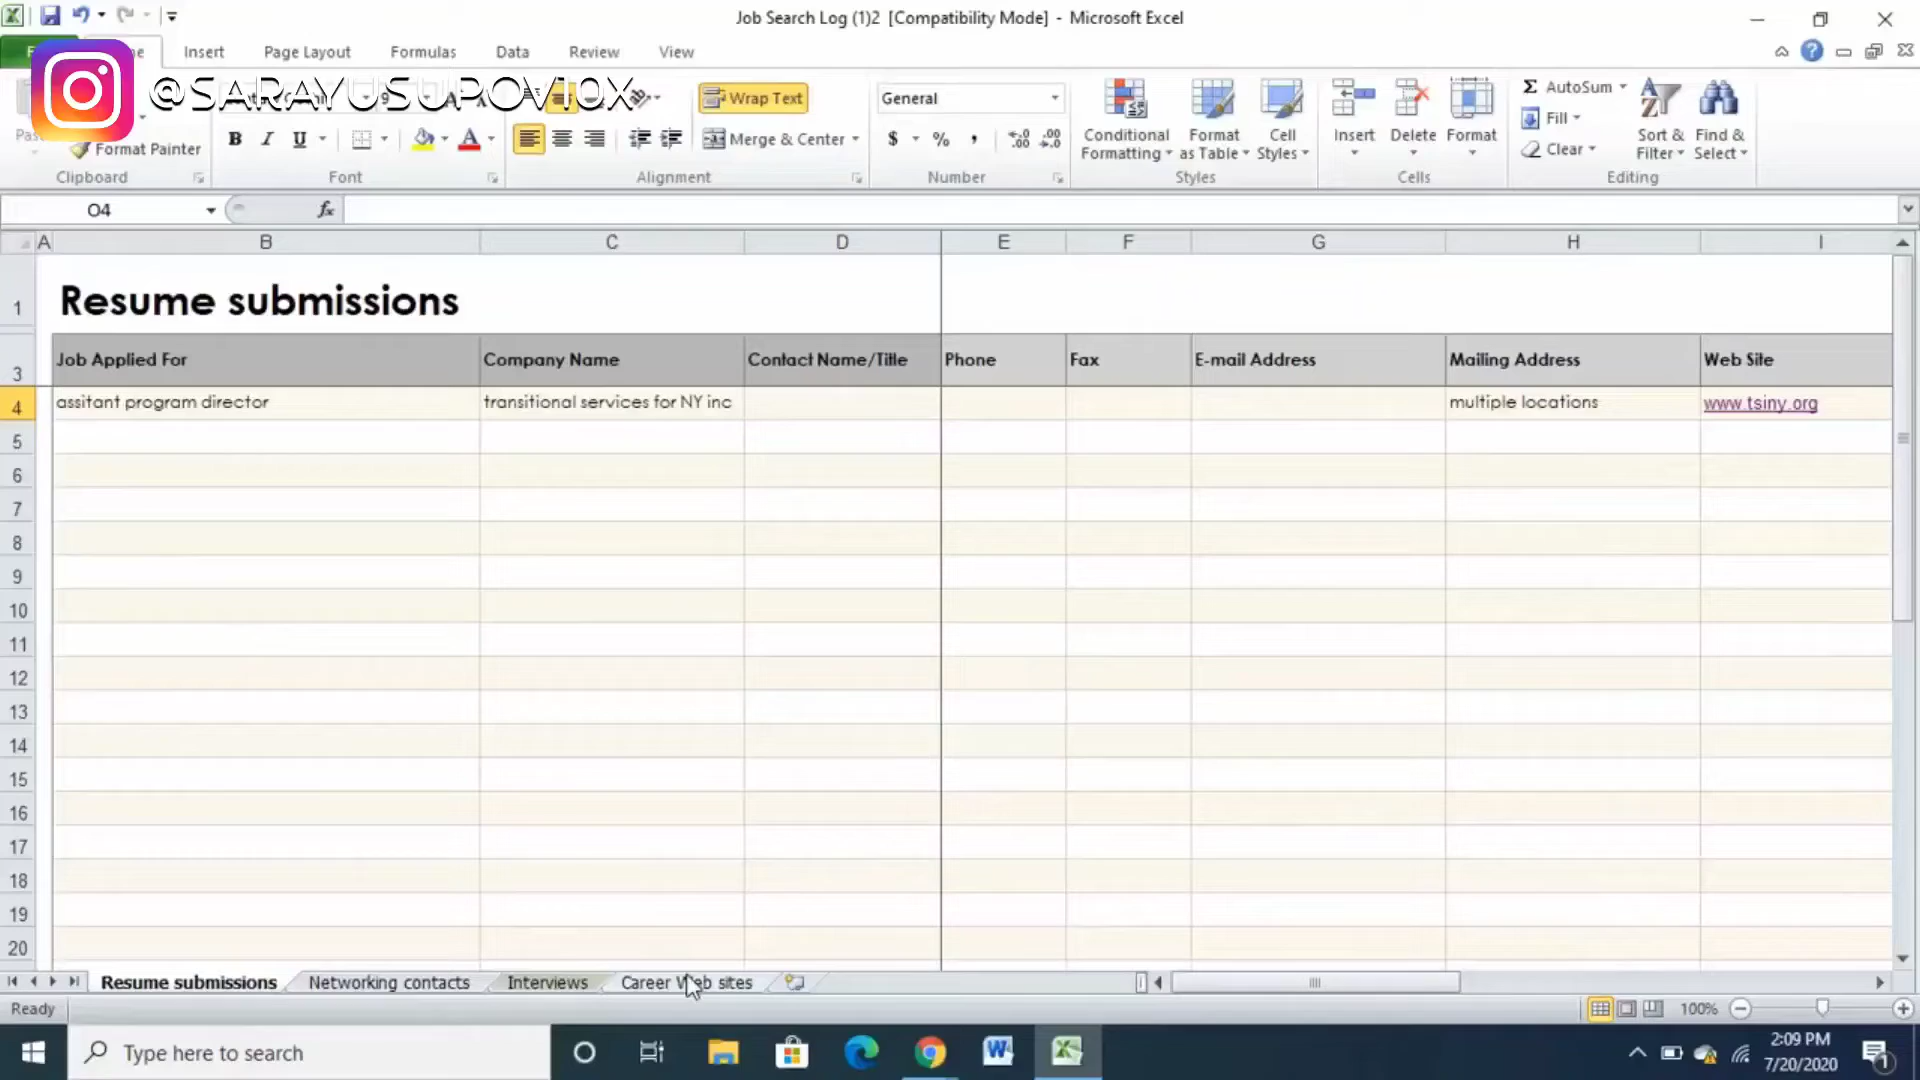 Job Search Log (1)2 [Compatibility Mode] - Microsoft Excel
Insert Page Layout Formulas Data Review View
@SARAYUSUPOV10X
9
Wrap Text
General
Format Painter
B I U
Merge & Center
$ % ,
Conditional Formatting
Format as Table
Cell Styles
Insert
Delete
Format
Σ AutoSum
Fill
Clear
Sort & Filter
Find & Select
Clipboard Font Alignment Number Styles Cells Editing
O4
fx
A B C D E F G H I
1 Resume submissions
3 Job Applied For Company Name Contact Name/Title Phone Fax E-mail Address Mailing Address Web Site
4 assitant program director transitional services for NY inc multiple locations www.tsiny.org
5
6
7
8
9
10
11
12
13
14
15
16
17
18
19
20
Resume submissions Networking contacts Interviews Career Web sites
Ready
100%
Type here to search
2:09 PM
7/20/2020
1